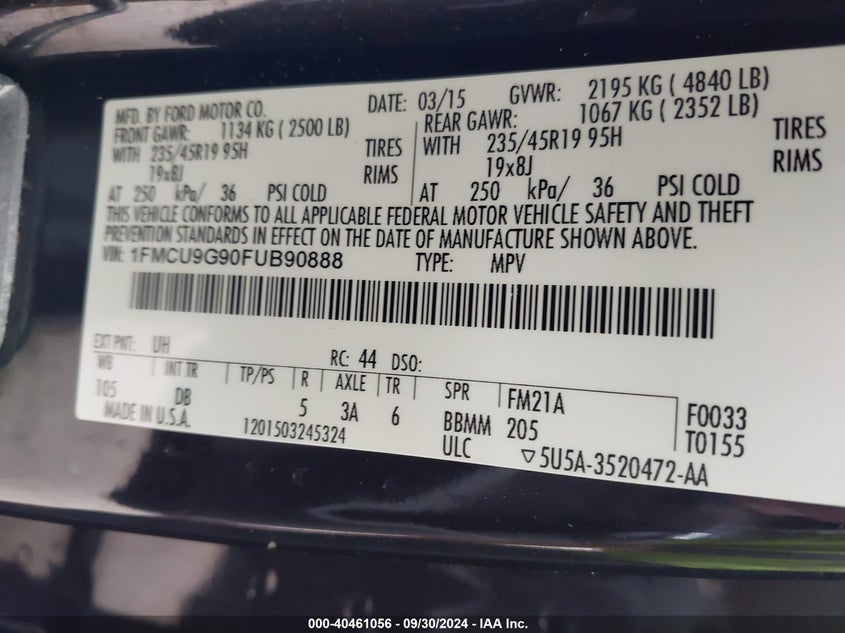 MFD. BY FORD MOTOR CO. DATE: 03/15 GVWR: 2195 KG ( 4840 LB)
FRONT GAWR: 1134 KG ( 2500 LB) REAR GAWR: 1067 KG ( 2352 LB)
WITH 235/45R19 95H TIRES WITH 235/45R19 95H TIRES
19x8J RIMS 19x8J RIMS
AT 250 kPa/ 36 PSI COLD AT 250 kPa/ 36 PSI COLD
THIS VEHICLE CONFORMS TO ALL APPLICABLE FEDERAL MOTOR VEHICLE SAFETY AND THEFT
PREVENTION STANDARDS IN EFFECT ON THE DATE OF MANUFACTURE SHOWN ABOVE.
VIN: 1FMCU9G90FUB90888 TYPE: MPV
EXT PNT: UH RC: 44 DSO:
WB INT TR TP/PS R AXLE TR SPR FM21A F0033
105 DB 5 3A 6 BBMM 205 T0155
MADE IN U.S.A. 1201503245324 ULC ▽5U5A-3520472-AA
000-40461056 - 09/30/2024 - IAA Inc.